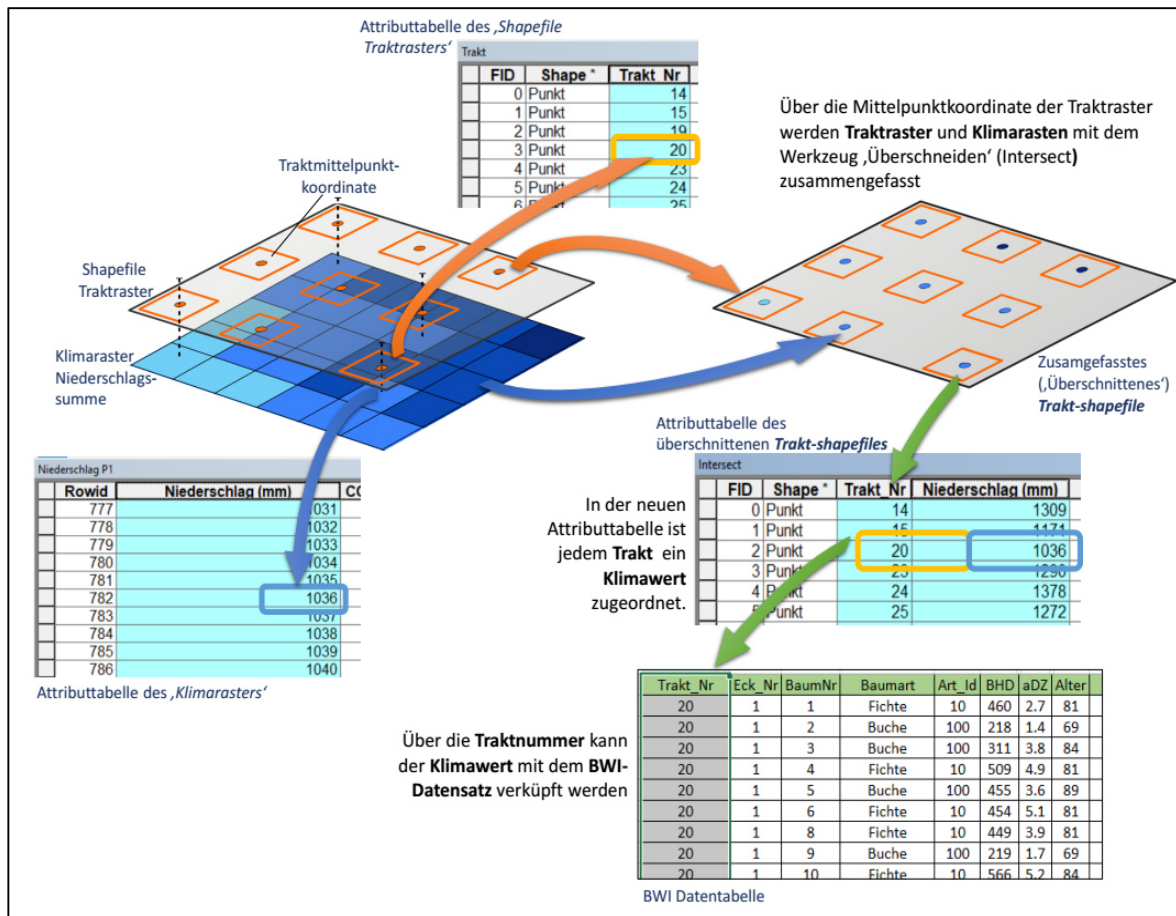 Attributtabelle des ‚Shapefile
Traktrasters‘
Trakt
FID Shape * Trakt_Nr
0 Punkt 14
1 Punkt 15
2 Punkt 19
3 Punkt 20
4 Punkt 23
5 Punkt 24
6 Punkt 25
Über die Mittelpunktkoordinate der Traktraster
werden Traktraster und Klimarasten mit dem
Werkzeug ‚Überschneiden‘ (Intersect)
zusammengefasst
Traktmittelpunkt-
koordinate
Shapefile
Traktraster
Klimaraster
Niederschlags-
summe
Zusamgefasstes
(‚Überschnittenes‘)
Trakt-shapefile
Niederschlag P1
Rowid Niederschlag (mm) CO
777 1031
778 1032
779 1033
780 1034
781 1035
782 1036
783 1037
784 1038
785 1039
786 1040
Attributtabelle des ‚Klimarasters‘
Attributtabelle des
überschnittenen Trakt-shapefiles
Intersect
FID Shape * Trakt_Nr Niederschlag (mm)
0 Punkt 14 1309
1 Punkt 15 1171
2 Punkt 20 1036
3 Punkt 23 1290
4 Punkt 24 1378
5 Punkt 25 1272
In der neuen
Attributtabelle ist
jedem Trakt ein
Klimawert
zugeordnet.
Über die Traktnummer kann
der Klimawert mit dem BWI-
Datensatz verküpft werden
Trakt_Nr Eck_Nr BaumNr Baumart Art_Id BHD aDZ Alter
20 1 1 Fichte 10 460 2.7 81
20 1 2 Buche 100 218 1.4 69
20 1 3 Buche 100 311 3.8 84
20 1 4 Fichte 10 509 4.9 81
20 1 5 Buche 100 455 3.6 89
20 1 6 Fichte 10 454 5.1 81
20 1 8 Fichte 10 449 3.9 81
20 1 9 Buche 100 219 1.7 69
20 1 10 Fichte 10 566 5.2 84
BWI Datentabelle